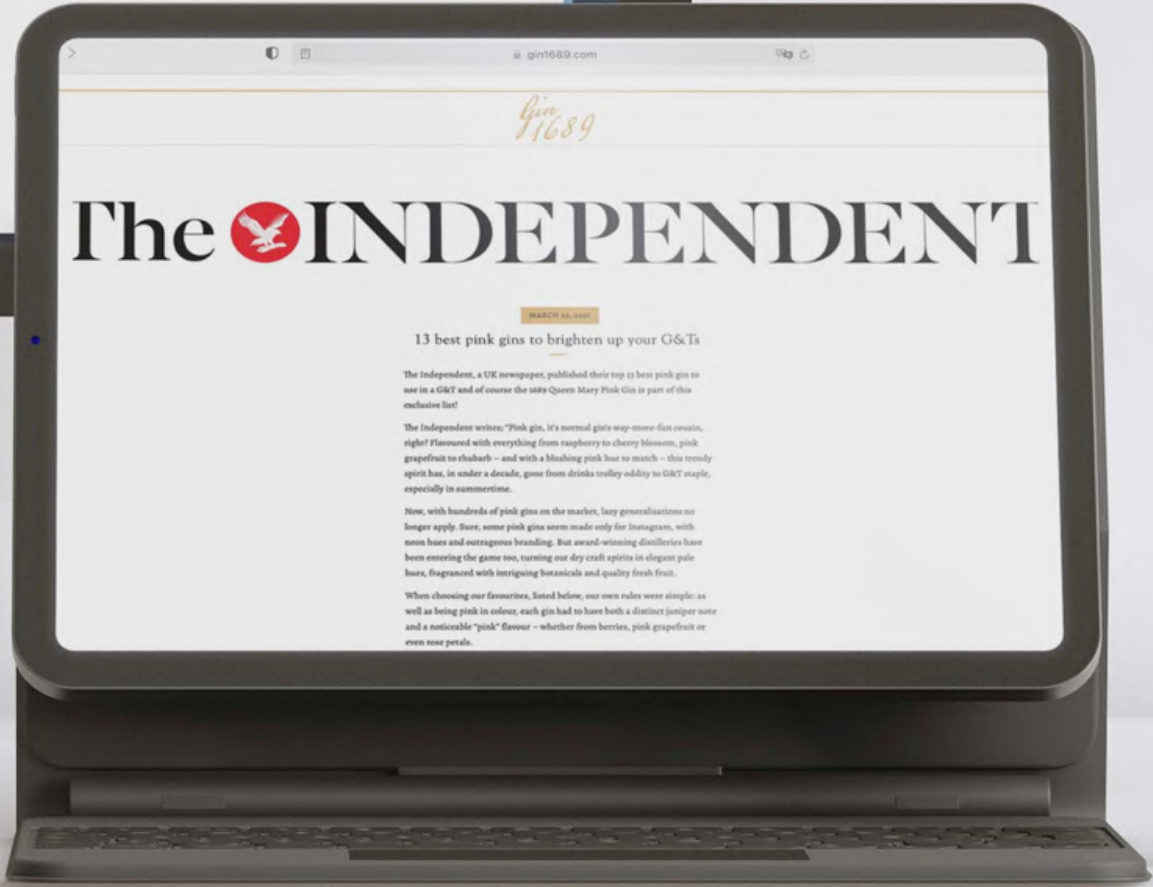 gin1689.com
Gin
1689
The INDEPENDENT
MARCH 22, 2021
13 best pink gins to brighten up your G&Ts
The Independent, a UK newspaper, published their top 13 best pink gin to
use in a G&T and of course the 1689 Queen Mary Pink Gin is part of this
exclusive list!
The Independent writes; "Pink gin, it's normal gin's way-more-fun cousin,
right? Flavoured with everything from raspberry to cherry blossom, pink
grapefruit to rhubarb – and with a blushing pink hue to match – this trendy
spirit has, in under a decade, gone from drinks trolley oddity to G&T staple,
especially in summertime.
Now, with hundreds of pink gins on the market, lazy generalisations no
longer apply. Sure, some pink gins seem made only for Instagram, with
neon hues and outrageous branding. But award-winning distilleries have
been entering the game too, turning out dry craft spirits in elegant pale
hues, fragranced with intriguing botanicals and quality fresh fruit.
When choosing our favourites, listed below, our own rules were simple: as
well as being pink in colour, each gin had to have both a distinct juniper note
and a noticeable "pink" flavour – whether from berries, pink grapefruit or
even rose petals.